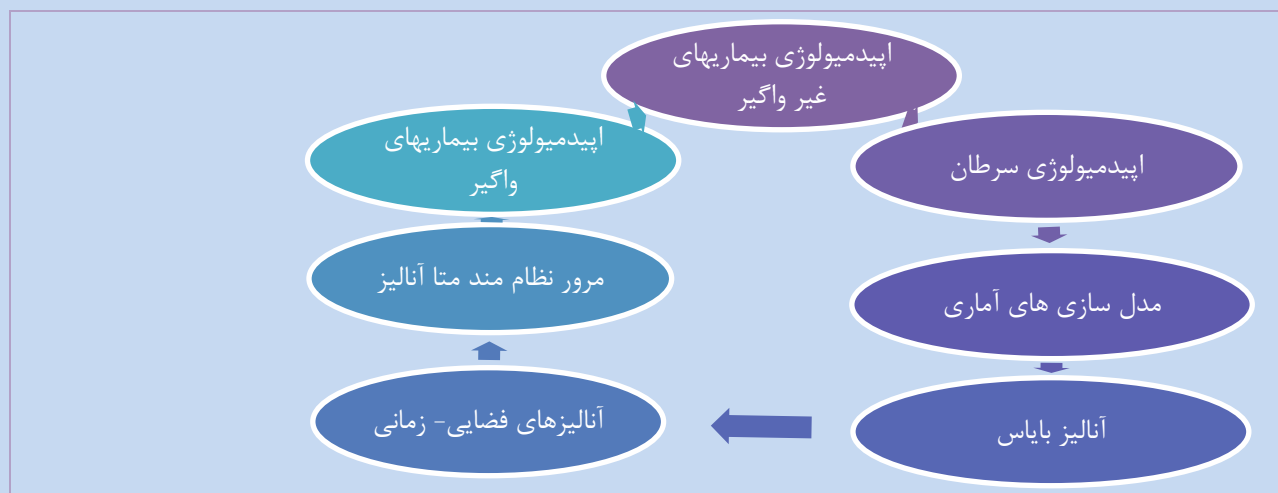 اپیدمیولوژی بیماریهای
غیر واگیر
اپیدمیولوژی سرطان
مدل سازی های آماری
آنالیز بایاس
آنالیزهای فضایی- زمانی
مرور نظام مند متا آنالیز
اپیدمیولوژی بیماریهای
واگیر